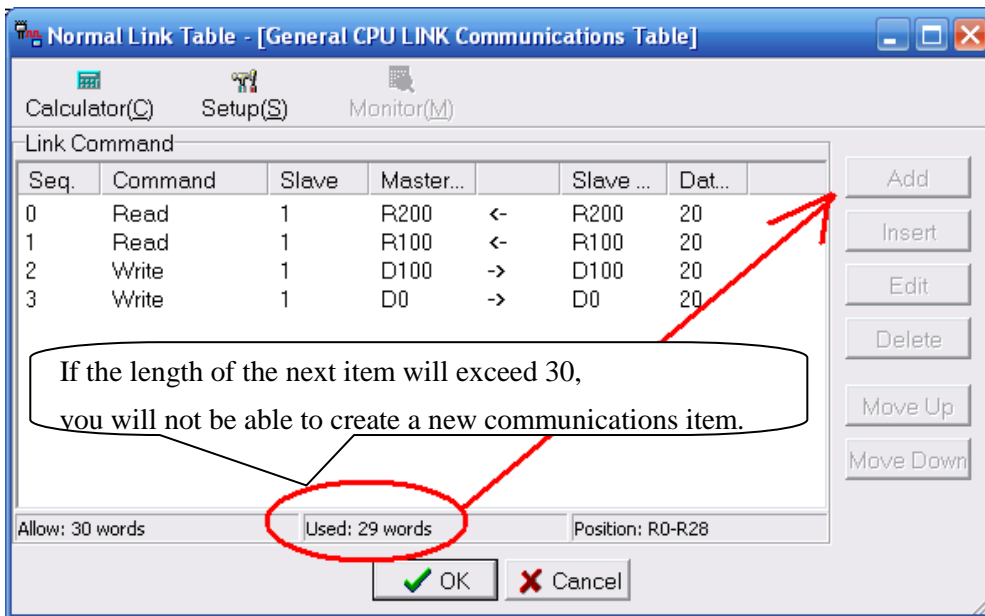 Normal Link Table - [General CPU LINK Communications Table]
Calculator(C) Setup(S) Monitor(M)
Link Command
Seq. Command Slave Master... Slave ... Dat...
0 Read 1 R200 <- R200 20
1 Read 1 R100 <- R100 20
2 Write 1 D100 -> D100 20
3 Write 1 D0 -> D0 20
Add
Insert
Edit
Delete
Move Up
Move Down
If the length of the next item will exceed 30,
you will not be able to create a new communications item.
Allow: 30 words Used: 29 words Position: R0-R28
OK Cancel